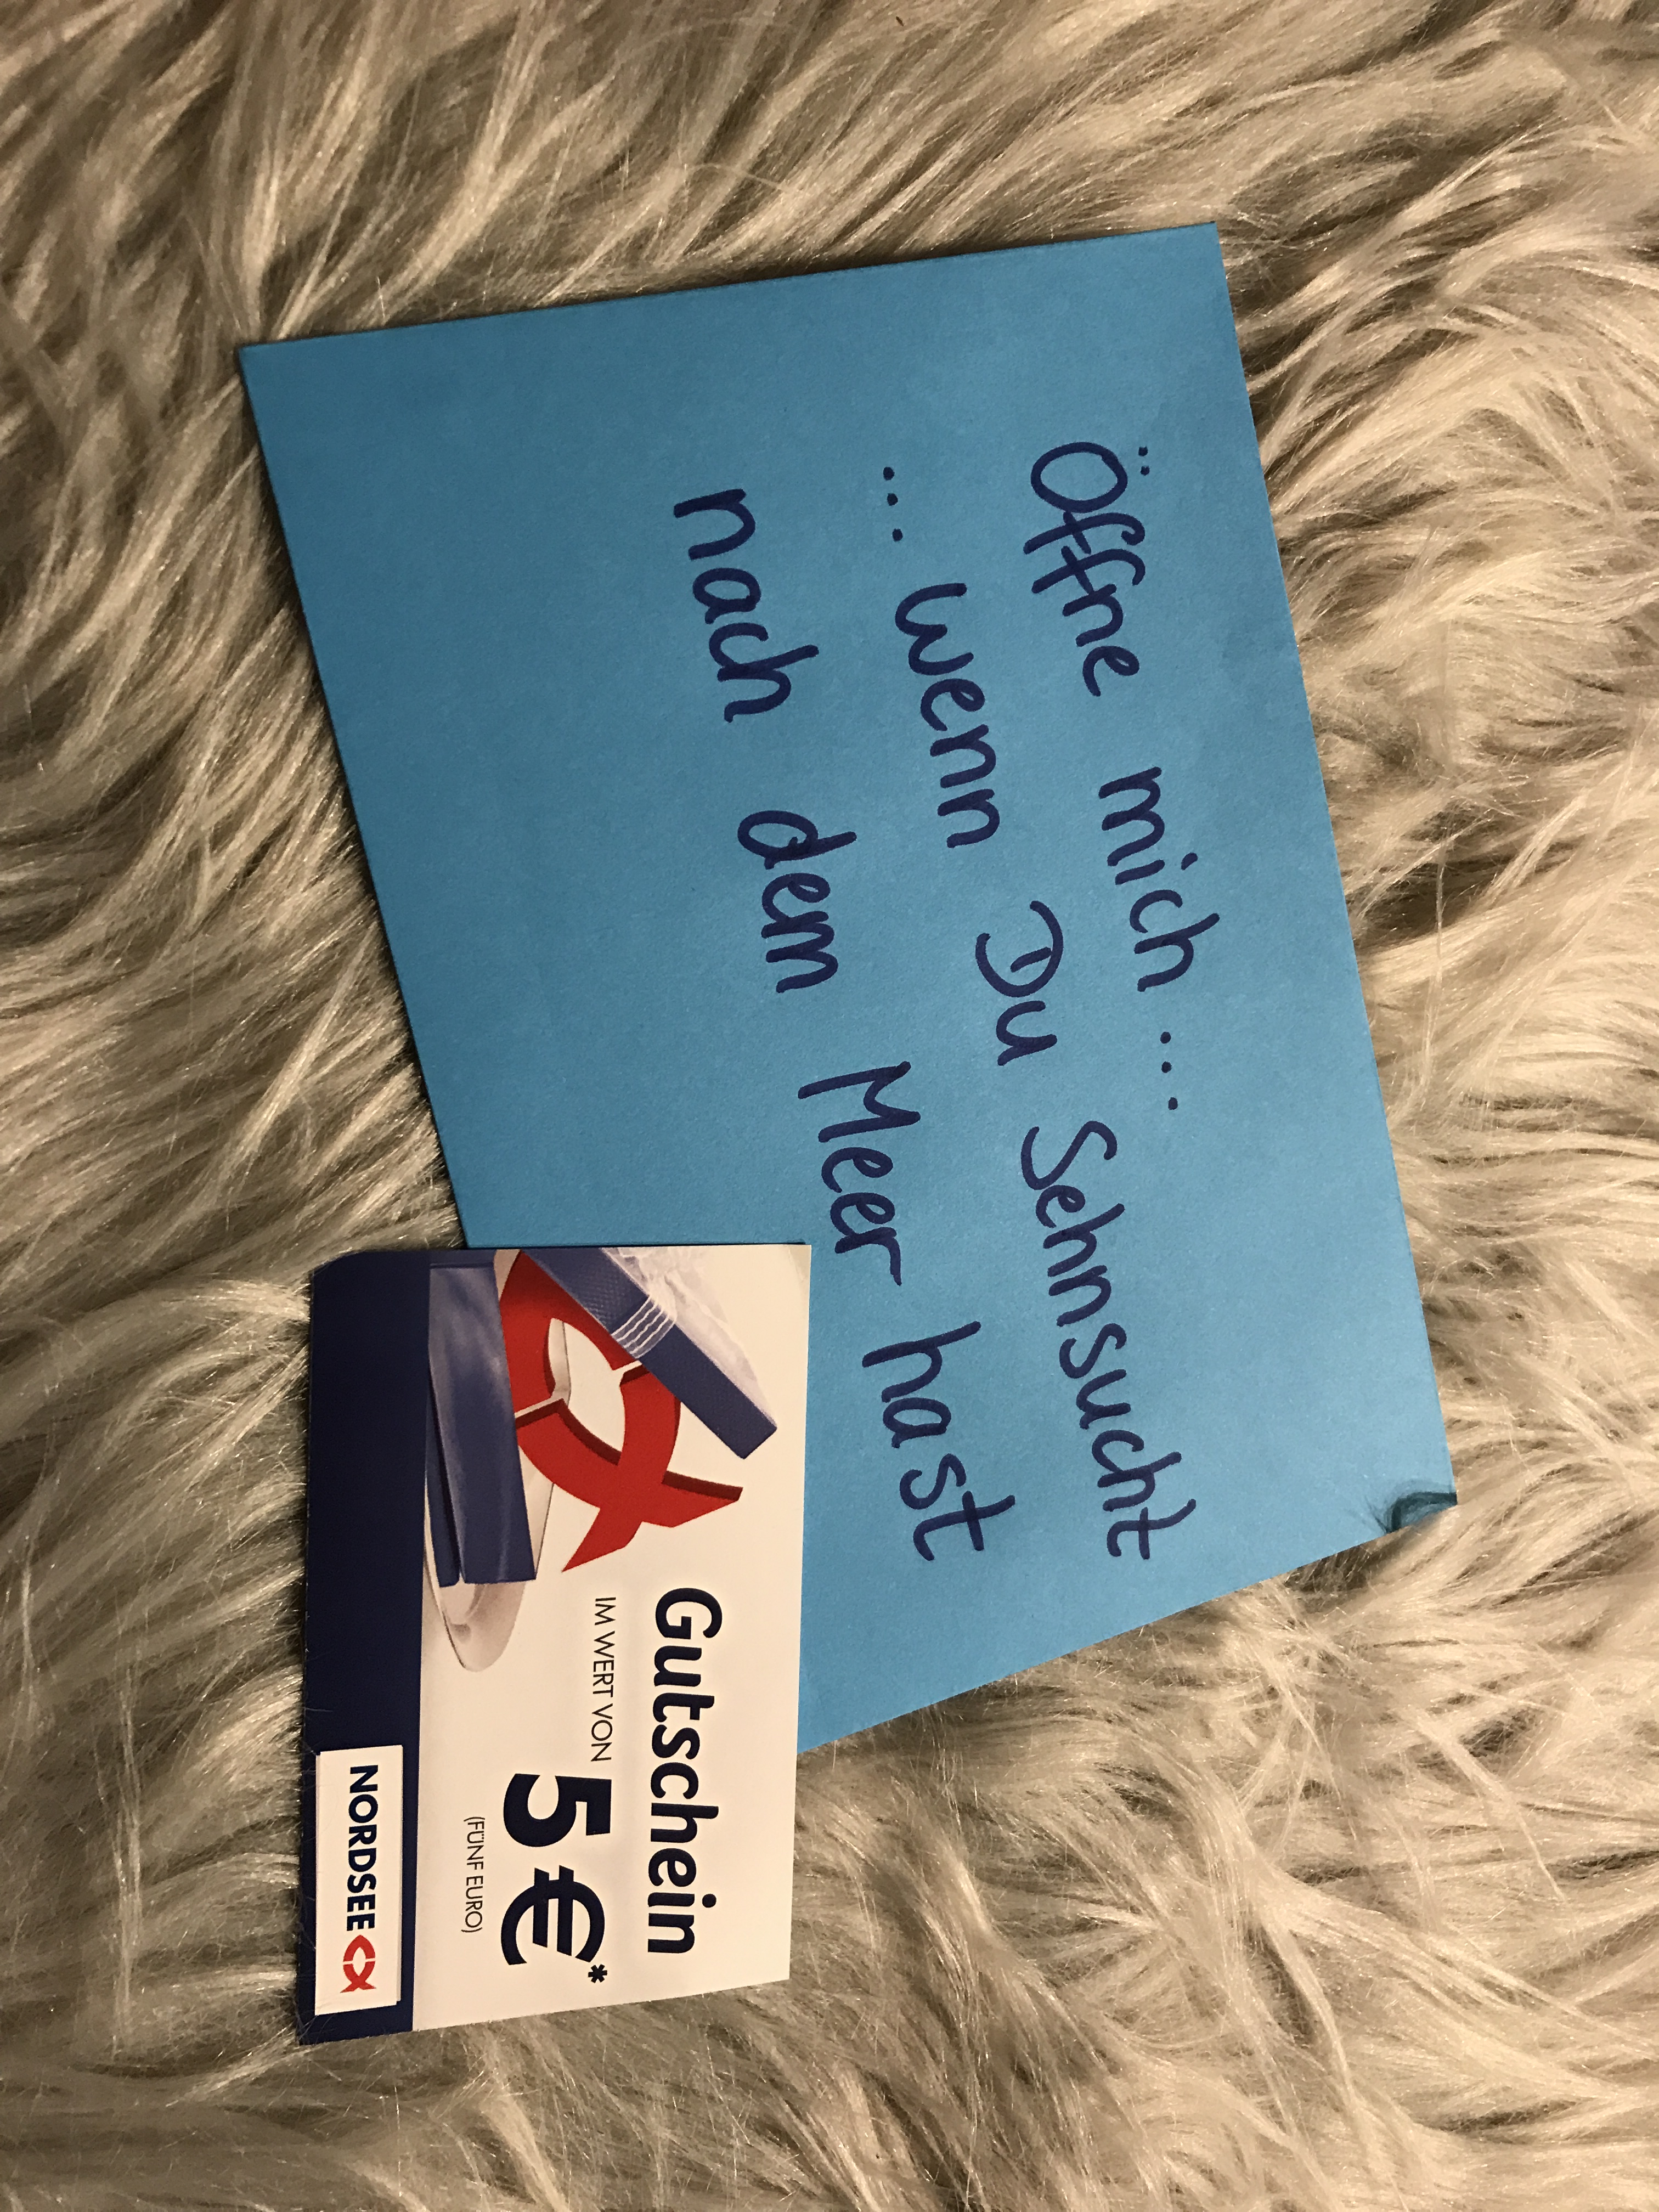 Öffne mich...
... wenn Du Sehnsucht
nach dem Meer hast
Gutschein
IM WERT VON 5 €*
(FÜNF EURO)
NORDSEE